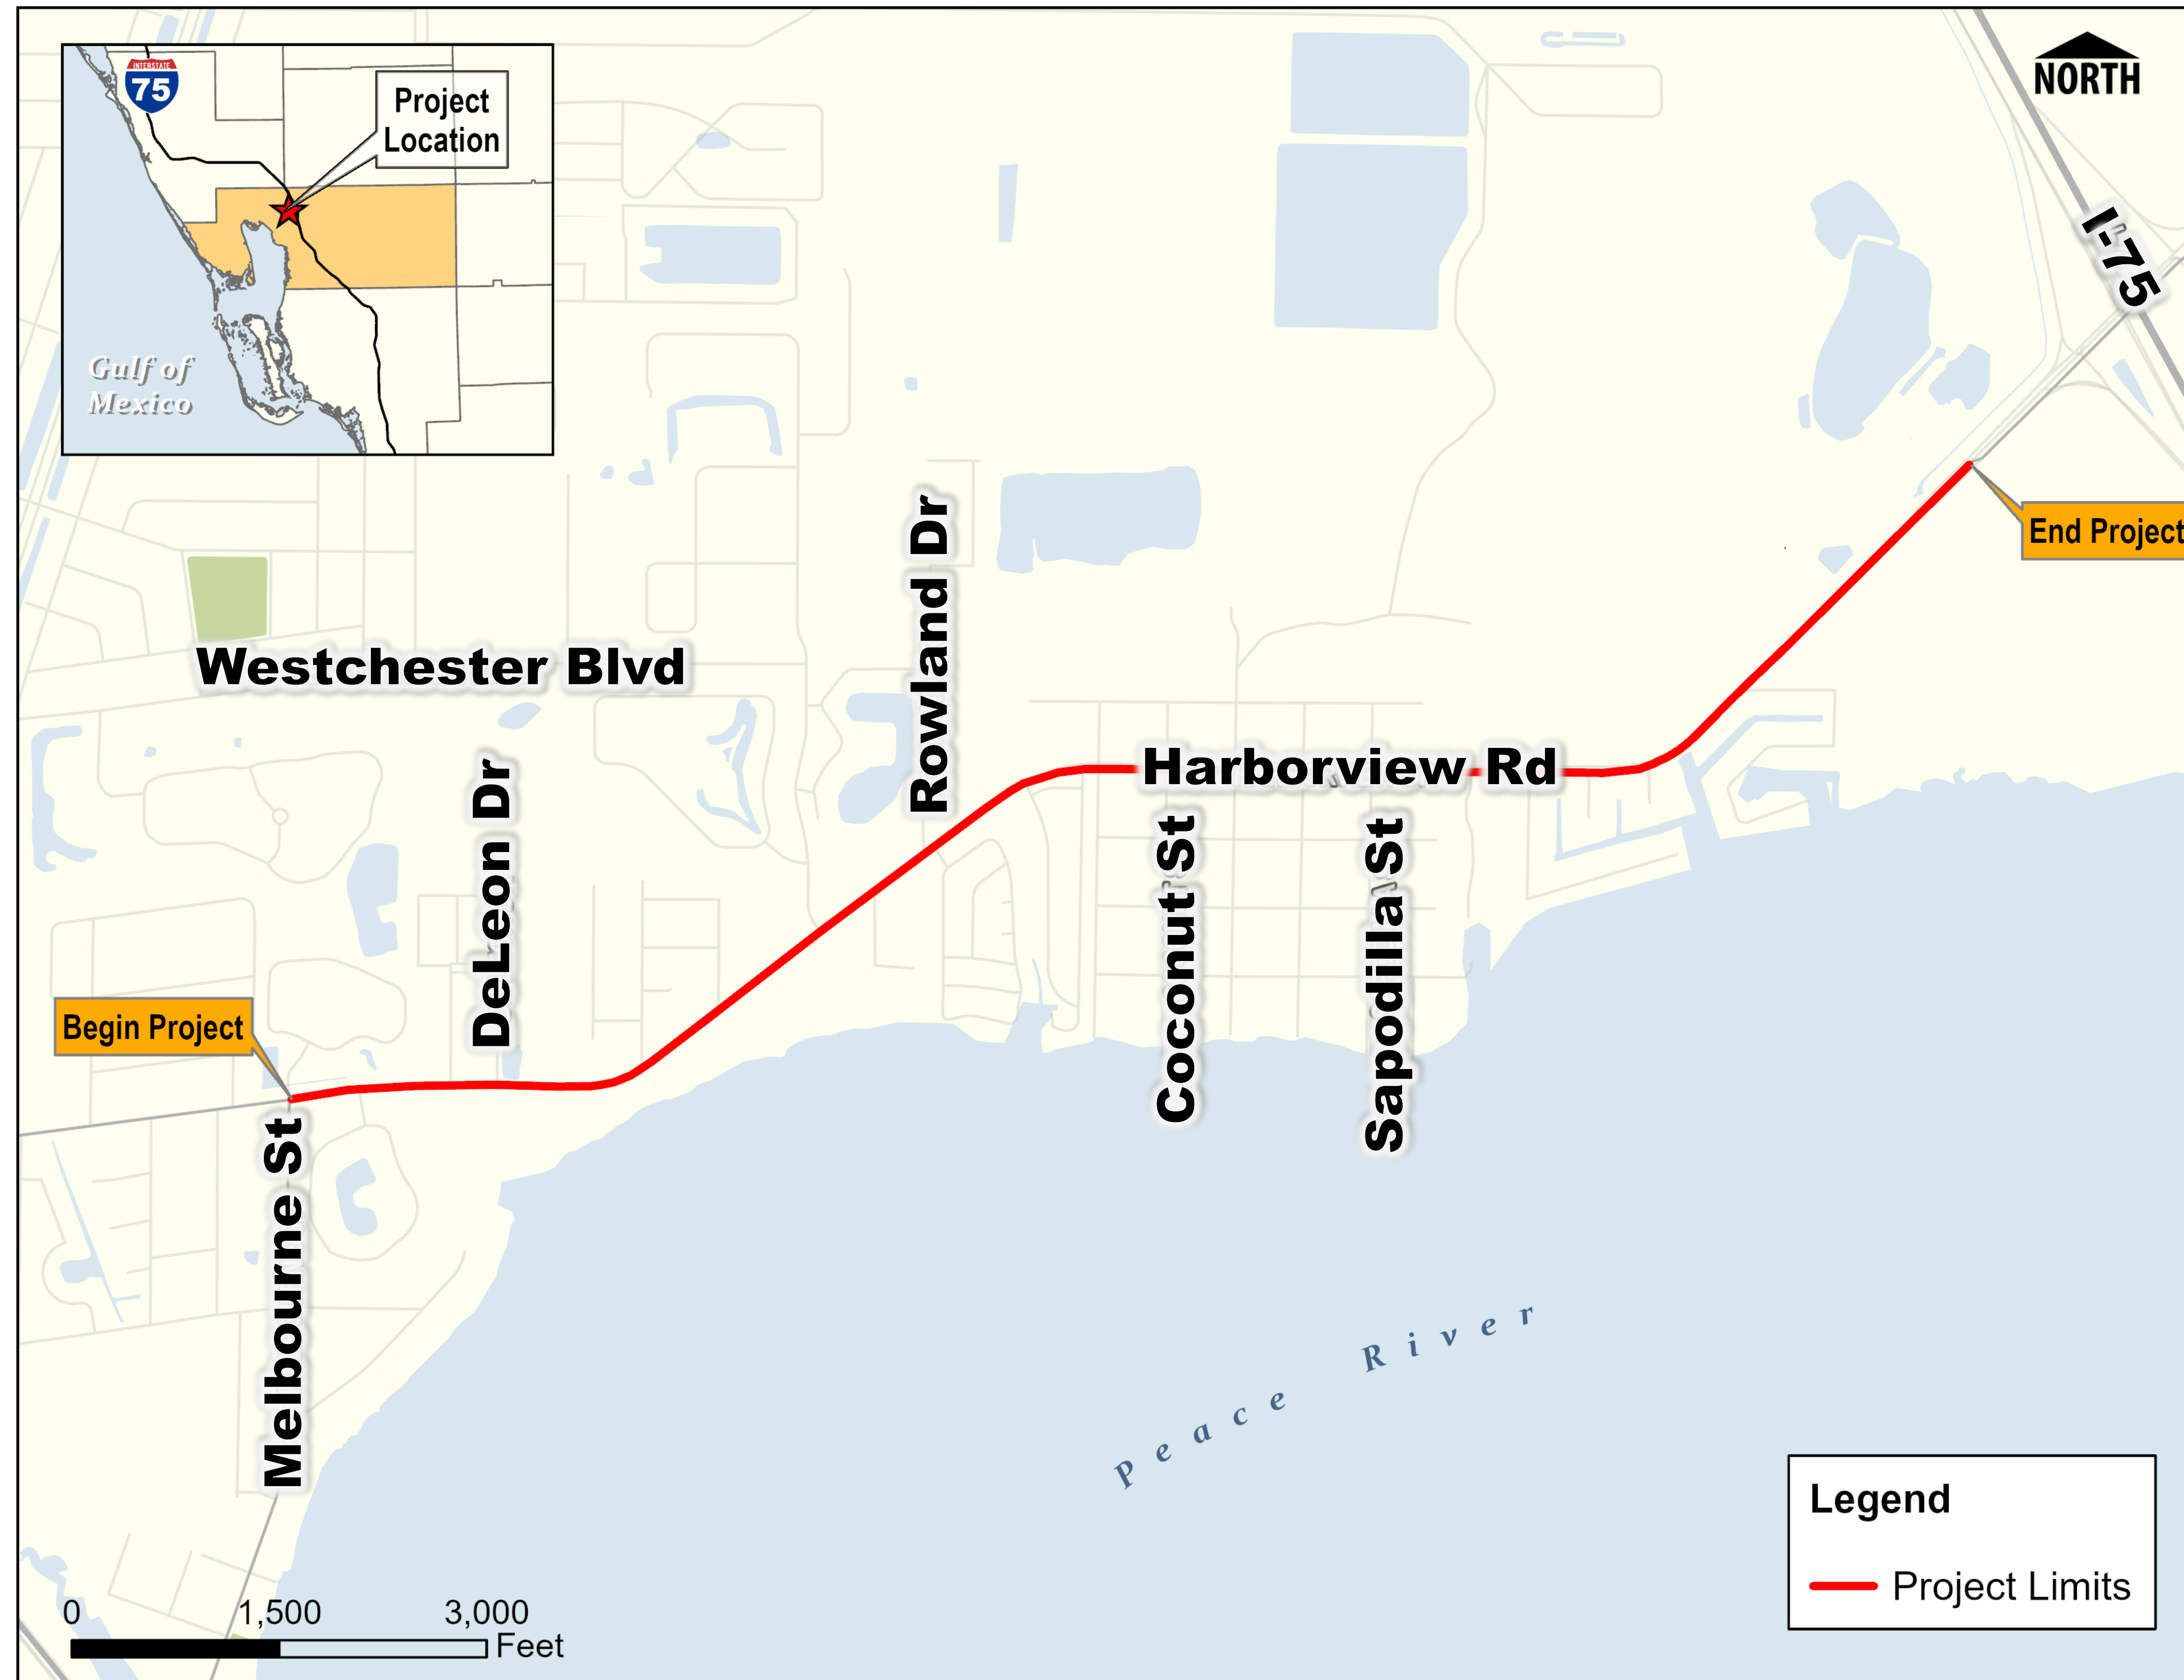 INTERSTATE
75
Project
Location
Gulf of
Mexico
NORTH
I-75
End Project
Rowland Dr
Westchester Blvd
Harborview Rd
DeLeon Dr
Coconut St
Sapodilla St
Begin Project
Melbourne St
Peace River
Legend
Project Limits
0 1,500 3,000
Feet